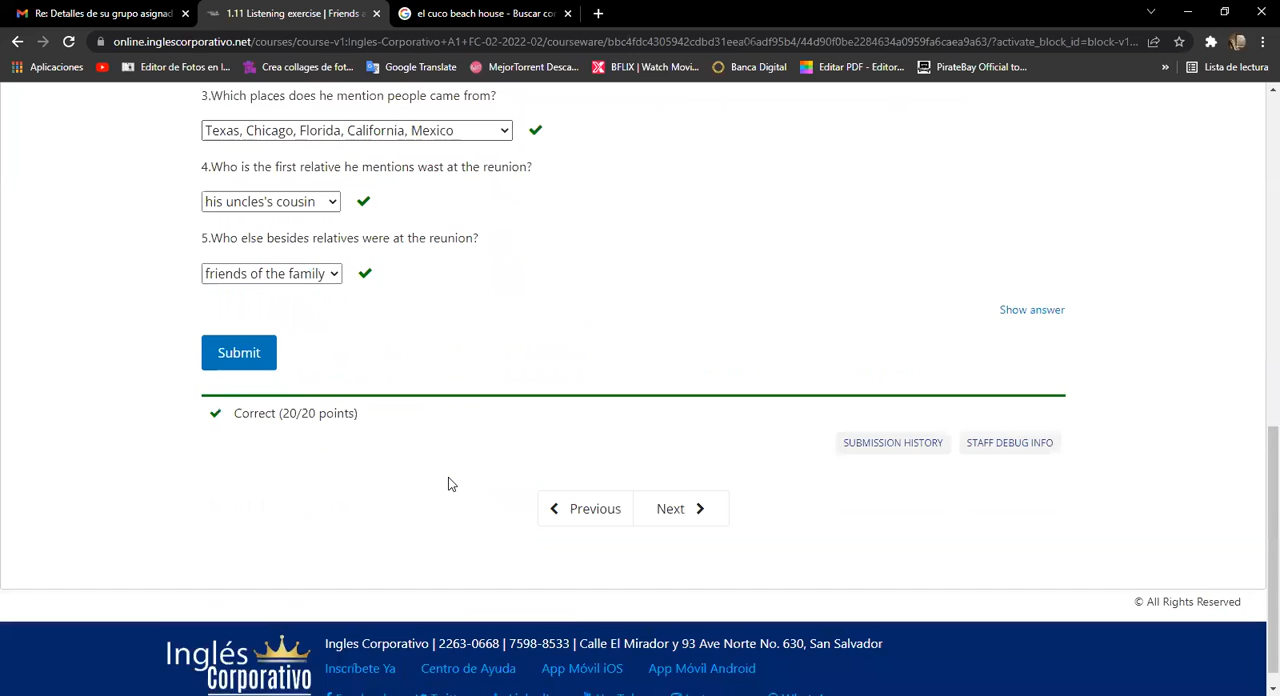 Re: Detalles de su grupo asignad
1.11 Listening exercise | Friends a
el cuco beach house - Buscar con
online.inglescorporativo.net/courses/course-v1:Ingles-Corporativo+A1+FC-02-2022-02/courseware/bbc4fdc4305942cdbd31eea06adf95b4/44d90f0be2284634a0959fa6caea9a63/?activate_block_id=block-v1...
Aplicaciones
Editor de Fotos en l...
Crea collages de fot...
Google Translate
MejorTorrent Desca...
BFLIX | Watch Movi...
Banca Digital
Editar PDF - Editor...
PirateBay Official to...
»
Lista de lectura
3.Which places does he mention people came from?
Texas, Chicago, Florida, California, Mexico
4.Who is the first relative he mentions wast at the reunion?
his uncles's cousin
5.Who else besides relatives were at the reunion?
friends of the family
Show answer
Submit
Correct (20/20 points)
SUBMISSION HISTORY
STAFF DEBUG INFO
Previous
Next
© All Rights Reserved
Inglés Corporativo
Ingles Corporativo | 2263-0668 | 7598-8533 | Calle El Mirador y 93 Ave Norte No. 630, San Salvador
Inscríbete Ya
Centro de Ayuda
App Móvil iOS
App Móvil Android